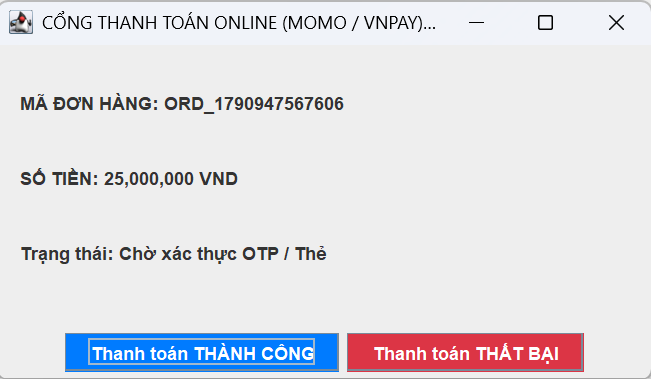 CỔNG THANH TOÁN ONLINE (MOMO / VNPAY)...
MÃ ĐƠN HÀNG: ORD_1790947567606
SỐ TIỀN: 25,000,000 VND
Trạng thái: Chờ xác thực OTP / Thẻ
Thanh toán THÀNH CÔNG Thanh toán THẤT BẠI